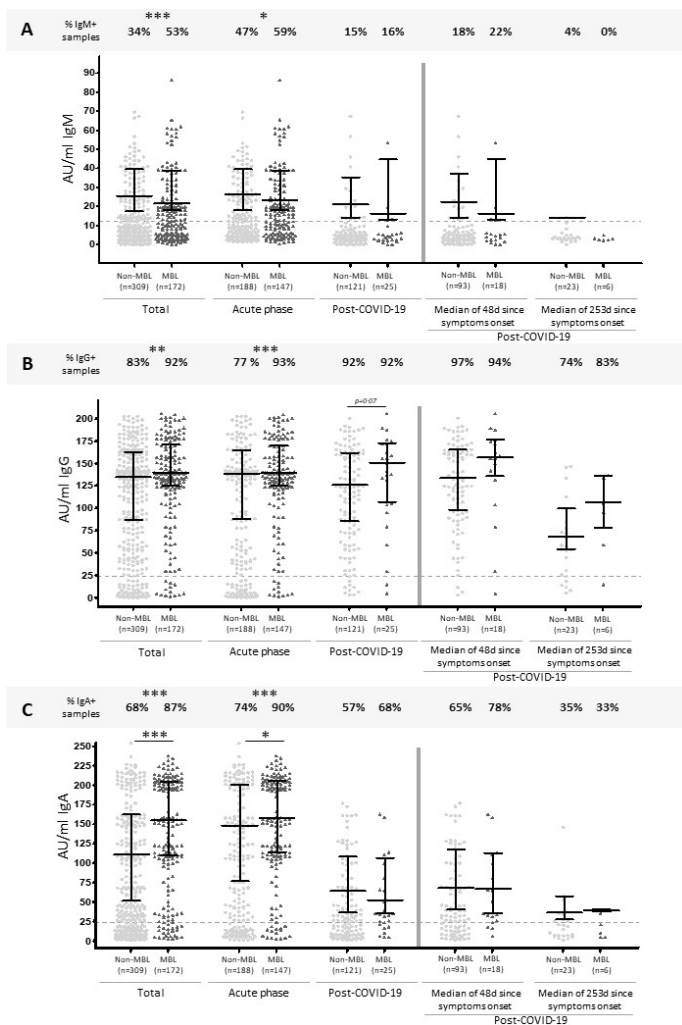 *** *
A % IgM+ samples 34% 53% 47% 59% 15% 16% 18% 22% 4% 0%
AU/ml IgM
90
80
70
60
50
40
30
20
10
0
Non-MBL MBL Non-MBL MBL Non-MBL MBL Non-MBL MBL Non-MBL MBL
(n=309) (n=172) (n=188) (n=147) (n=121) (n=25) (n=93) (n=18) (n=23) (n=6)
Total Acute phase Post-COVID-19 Median of 48d since symptoms onset Median of 253d since symptoms onset
Post-COVID-19
** ***
B % IgG+ samples 83% 92% 77 % 93% 92% 92% 97% 94% 74% 83%
p=0·07
AU/ml IgG
200
175
150
125
100
75
50
25
0
Non-MBL MBL Non-MBL MBL Non-MBL MBL Non-MBL MBL Non-MBL MBL
(n=309) (n=172) (n=188) (n=147) (n=121) (n=25) (n=93) (n=18) (n=23) (n=6)
Total Acute phase Post-COVID-19 Median of 48d since symptoms onset Median of 253d since symptoms onset
Post-COVID-19
*** ***
C % IgA+ samples 68% 87% 74% 90% 57% 68% 65% 78% 35% 33%
*** *
AU/ml IgA
250
225
200
175
150
125
100
75
50
25
0
Non-MBL MBL Non-MBL MBL Non-MBL MBL Non-MBL MBL Non-MBL MBL
(n=309) (n=172) (n=188) (n=147) (n=121) (n=25) (n=93) (n=18) (n=23) (n=6)
Total Acute phase Post-COVID-19 Median of 48d since symptoms onset Median of 253d since symptoms onset
Post-COVID-19